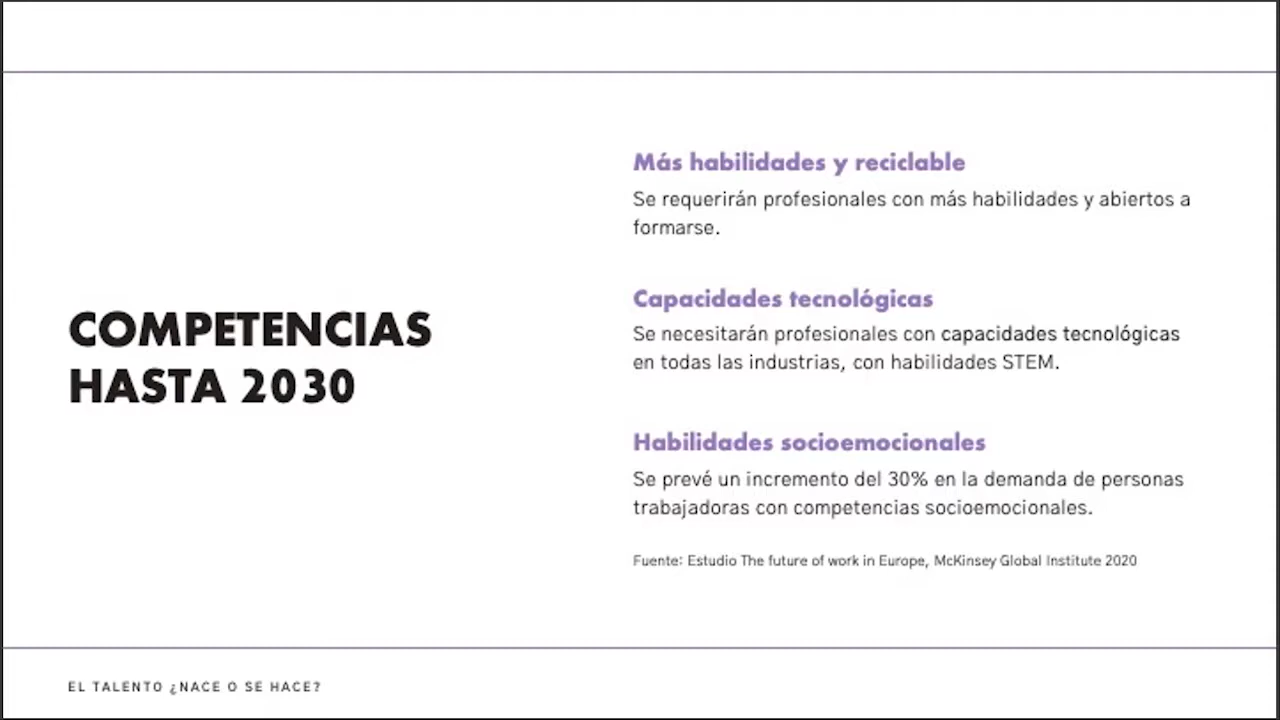 COMPETENCIAS
HASTA 2030
Más habilidades y reciclable
Se requerirán profesionales con más habilidades y abiertos a
formarse.
Capacidades tecnológicas
Se necesitarán profesionales con capacidades tecnológicas
en todas las industrias, con habilidades STEM.
Habilidades socioemocionales
Se prevé un incremento del 30% en la demanda de personas
trabajadoras con competencias socioemocionales.
Fuente: Estudio The future of work in Europe, McKinsey Global Institute 2020
EL TALENTO ¿NACE O SE HACE?